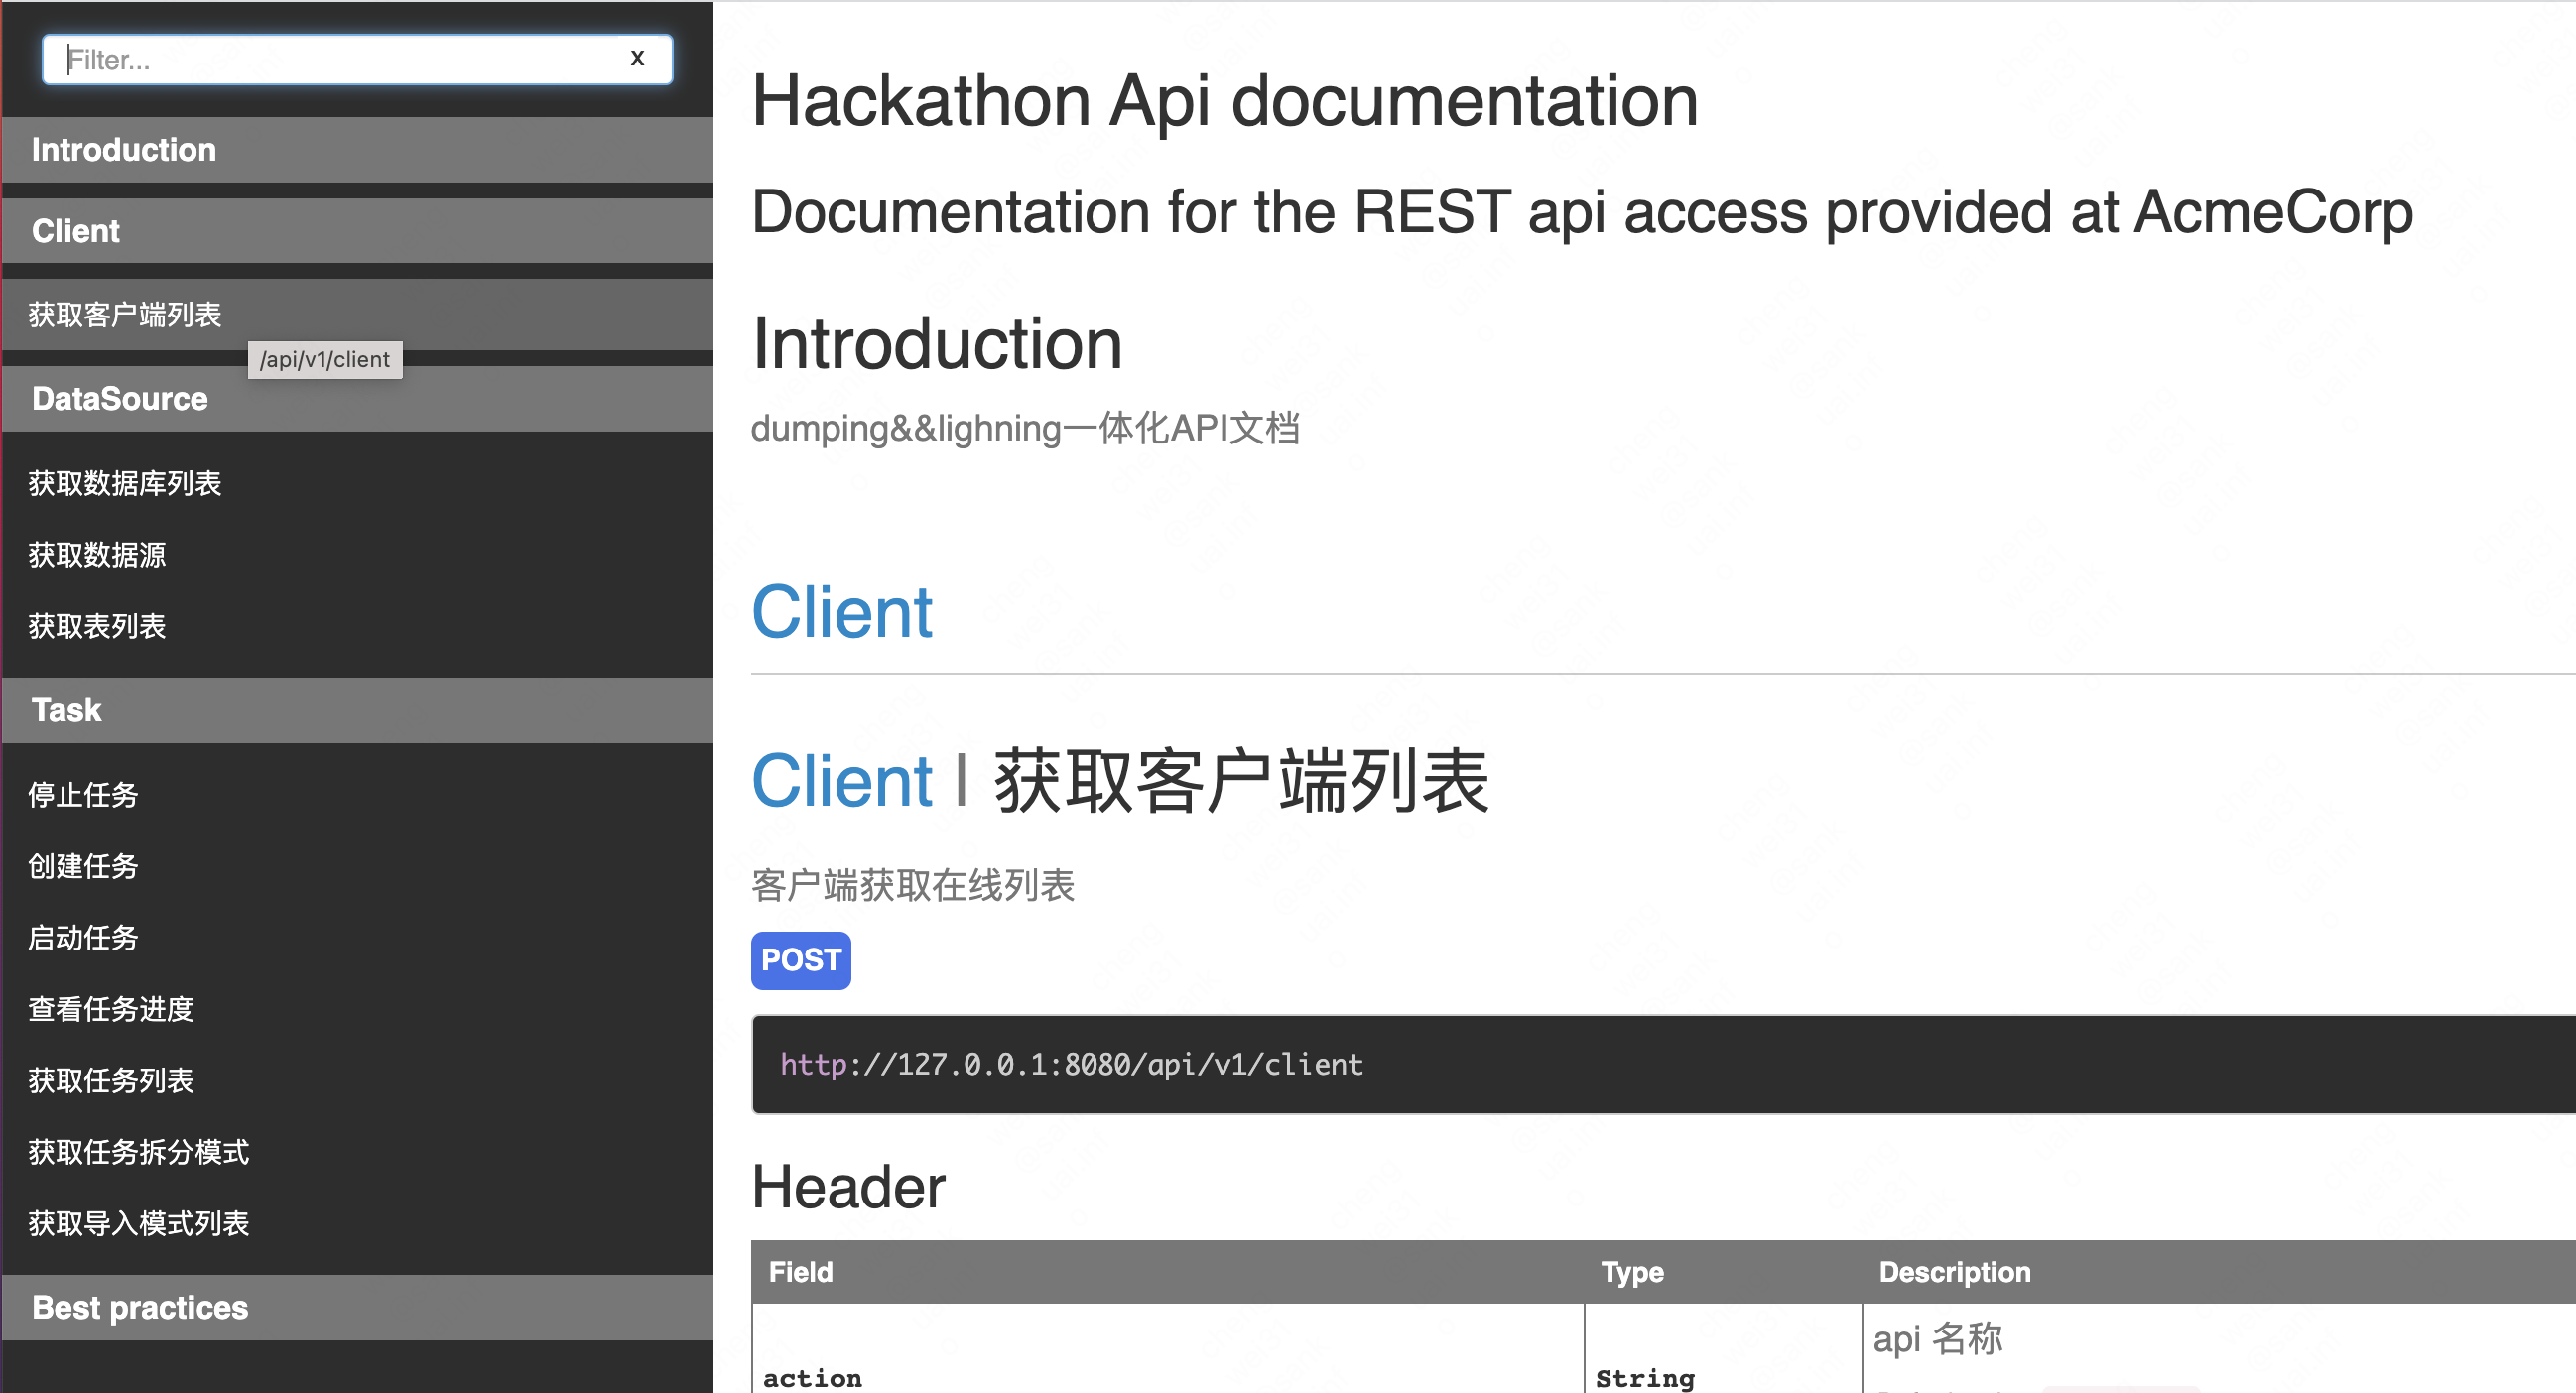 Filter...
x
Introduction
Client
获取客户端列表
/api/v1/client
DataSource
获取数据库列表
获取数据源
获取表列表
Task
停止任务
创建任务
启动任务
查看任务进度
获取任务列表
获取任务拆分模式
获取导入模式列表
Best practices
Hackathon Api documentation
Documentation for the REST api access provided at AcmeCorp
Introduction
dumping&&lighning一体化API文档
Client
Client | 获取客户端列表
客户端获取在线列表
POST
http://127.0.0.1:8080/api/v1/client
Header
Field Type Description
api 名称
action String